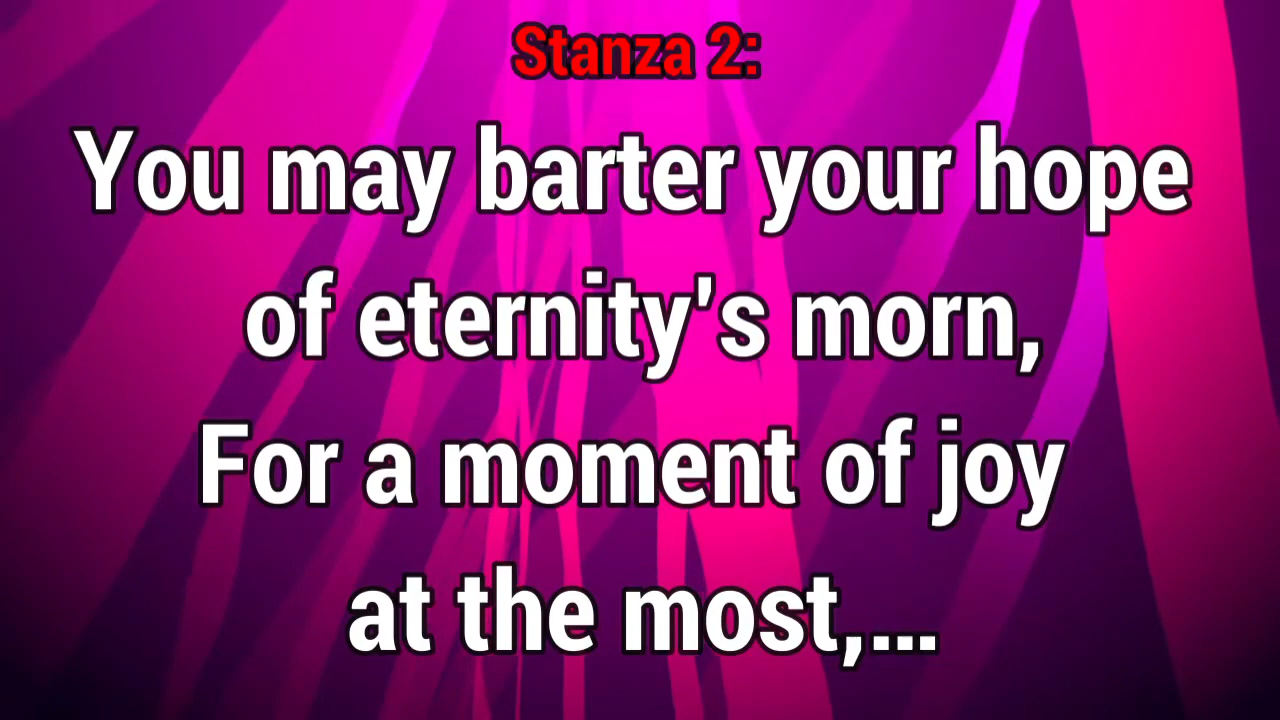 Stanza 2:
You may barter your hope
of eternity's morn,
For a moment of joy
at the most,...